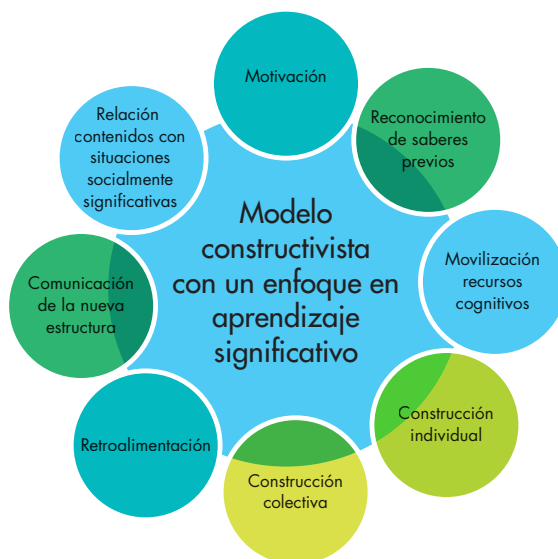 Motivación
Reconocimiento
de saberes
previos
Movilización
recursos
cognitivos
Construcción
individual
Construcción
colectiva
Retroalimentación
Comunicación
de la nueva
estructura
Relación
contenidos con
situaciones
socialmente
significativas
Modelo
constructivista
con un enfoque en
aprendizaje
significativo